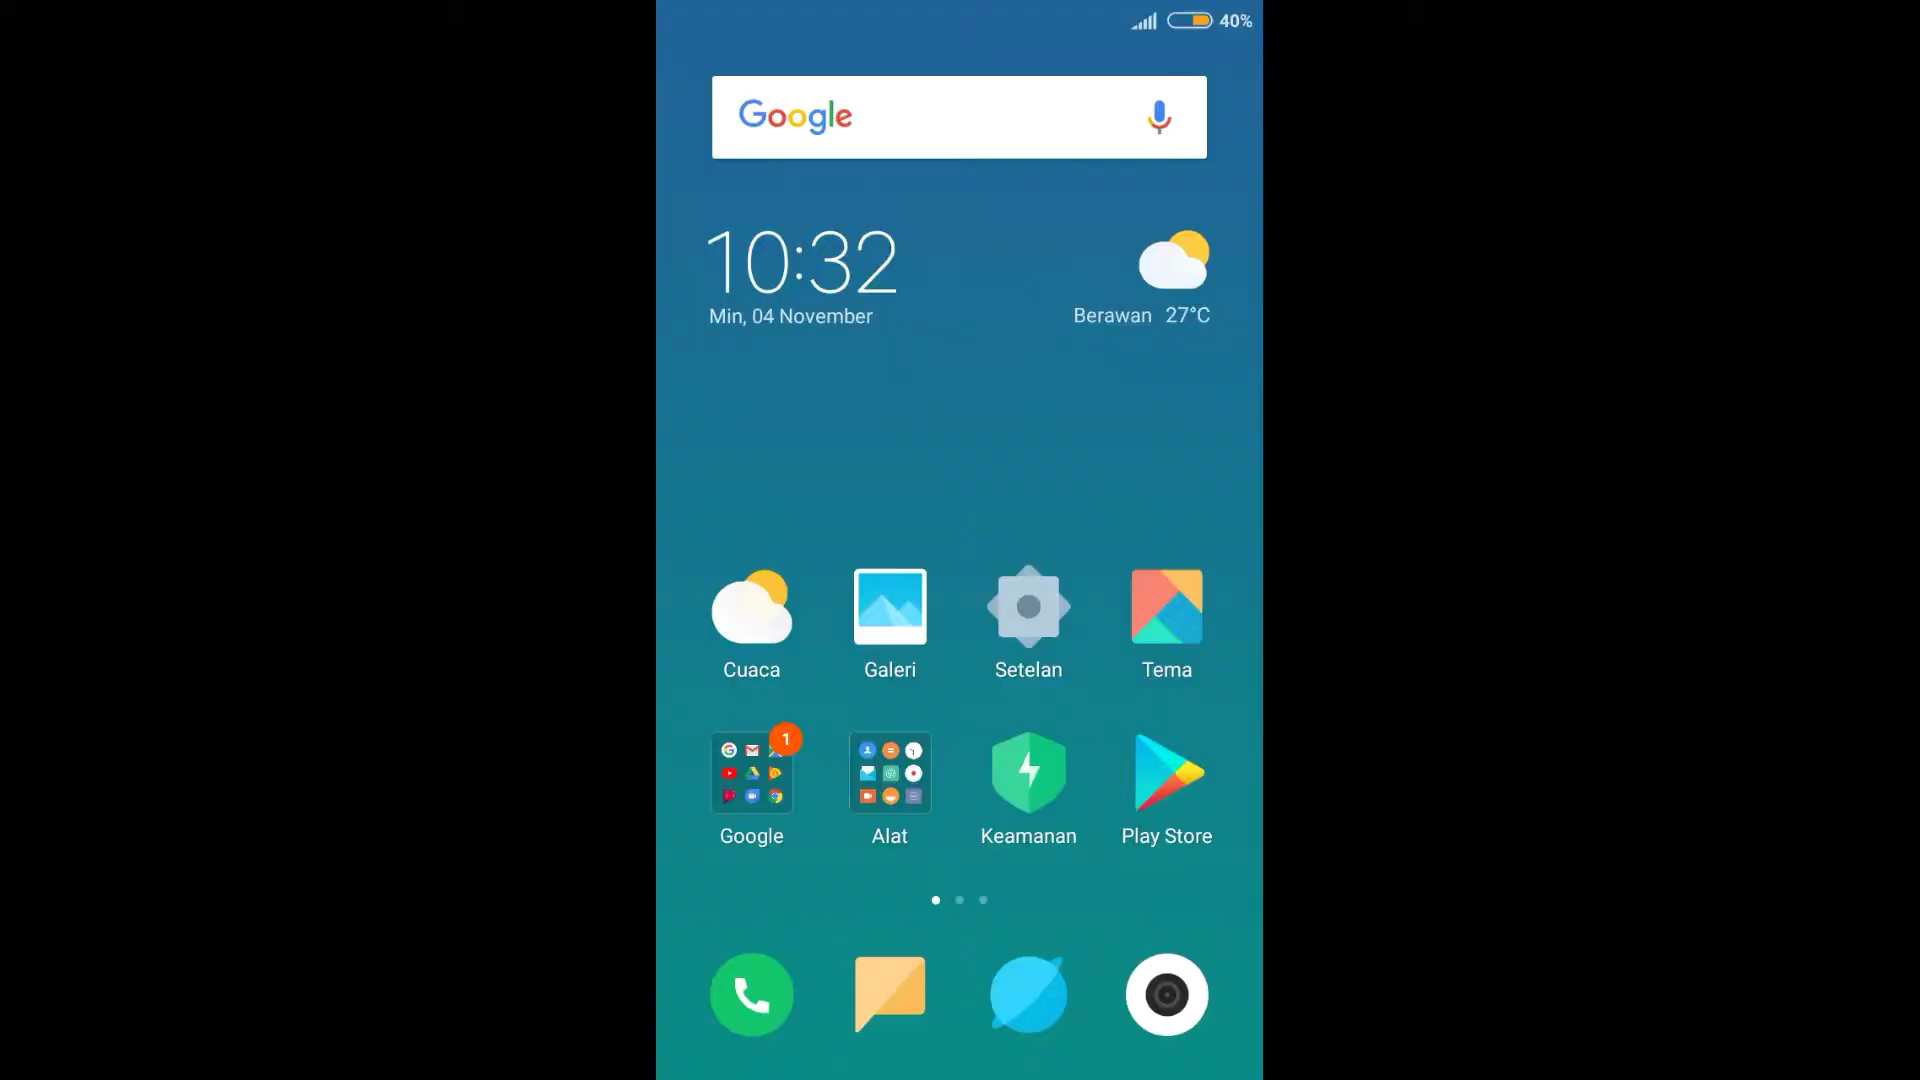 40%
Google
10:32
Min, 04 November
Berawan 27°C
Cuaca
Galeri
Setelan
Tema
1
Google
Alat
Keamanan
Play Store